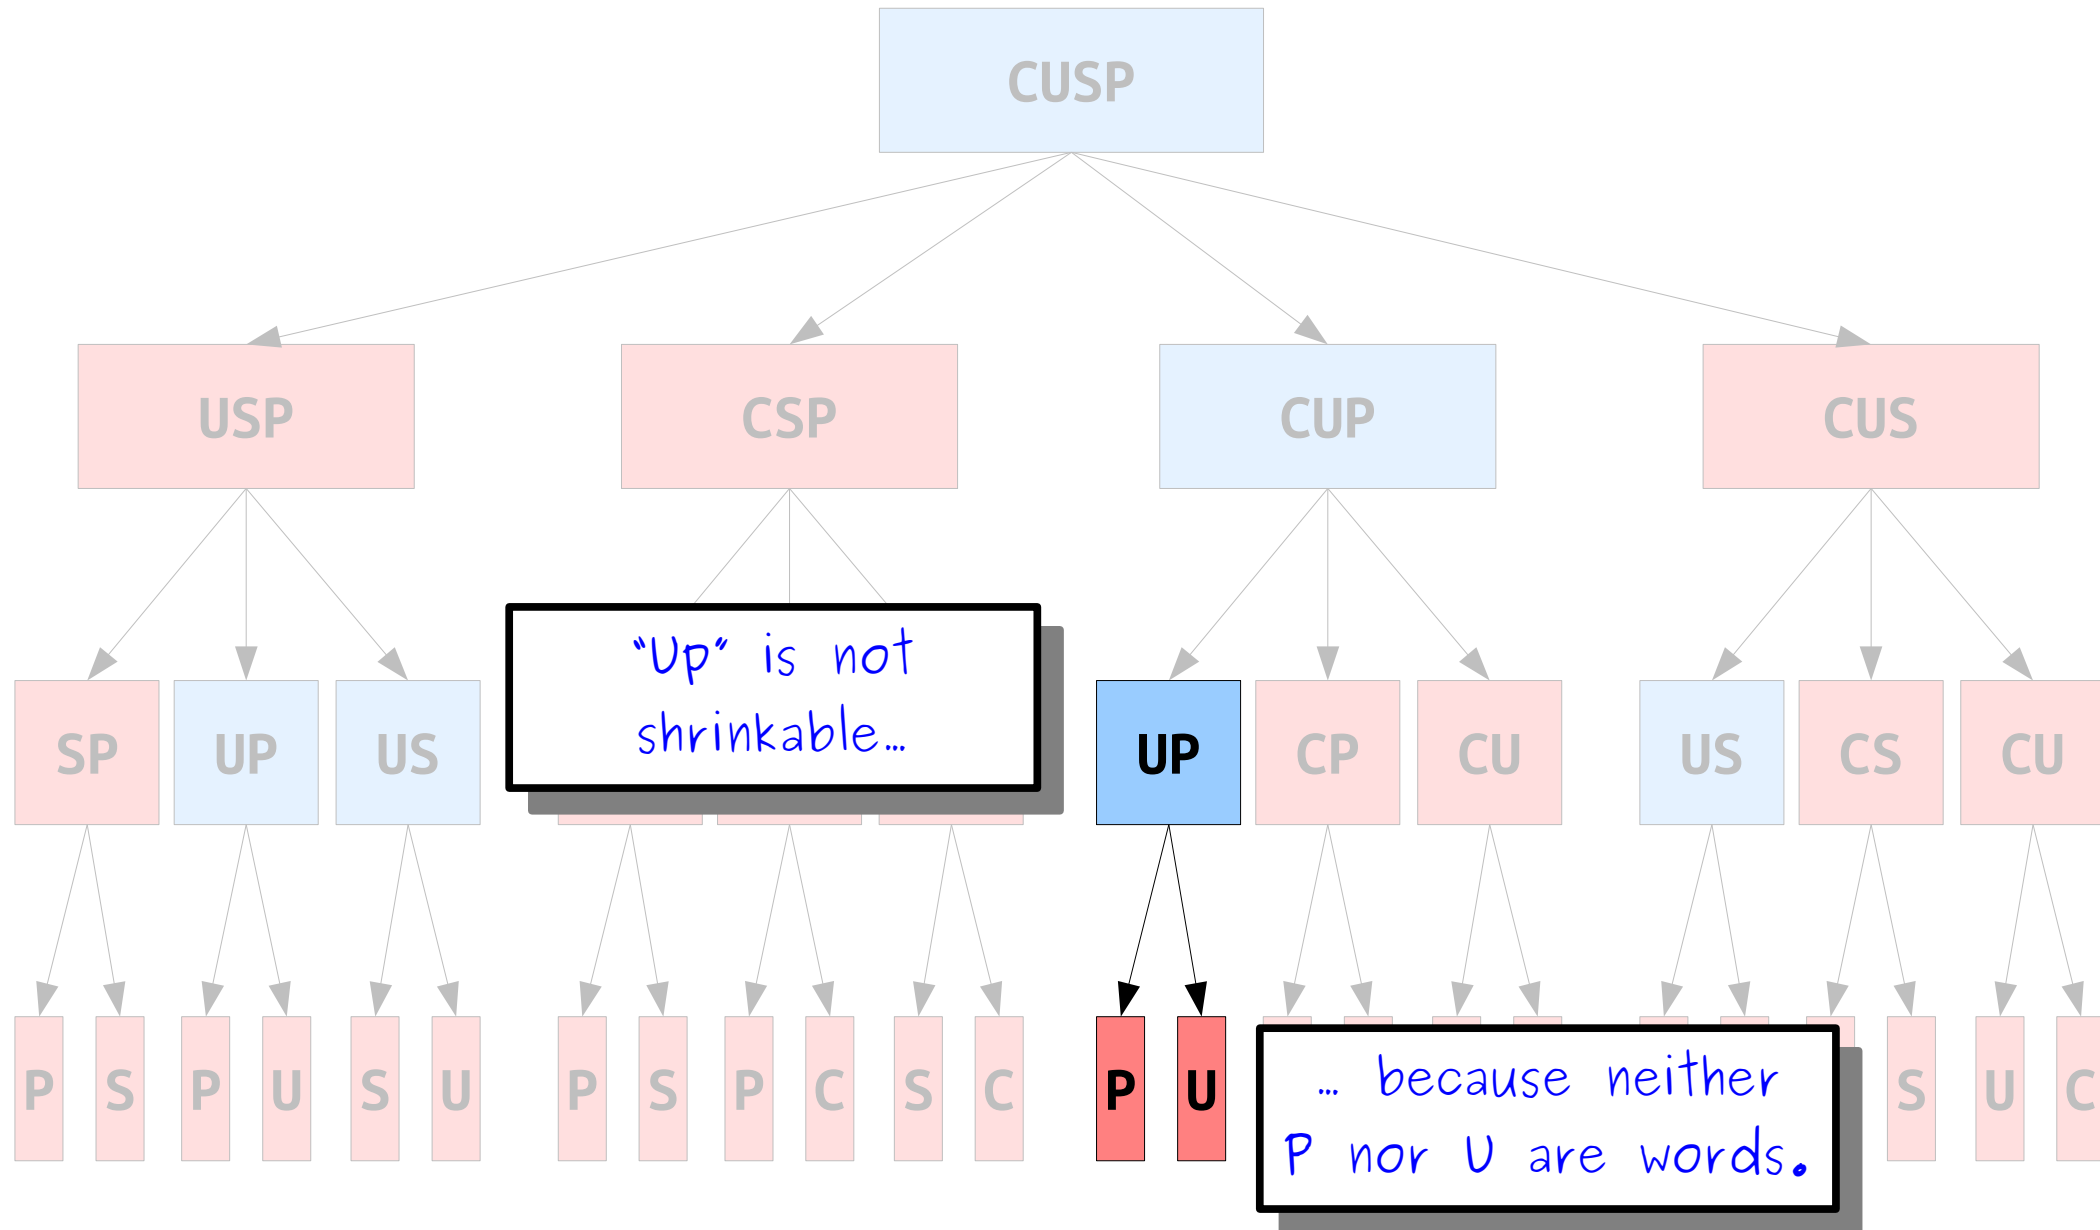 CUSP
USP CSP CUP CUS
"Up" is not
shrinkable...
SP UP US UP CP CU US CS CU
... because neither
P nor U are words.
P S P U S U P S P C S C P U S U C